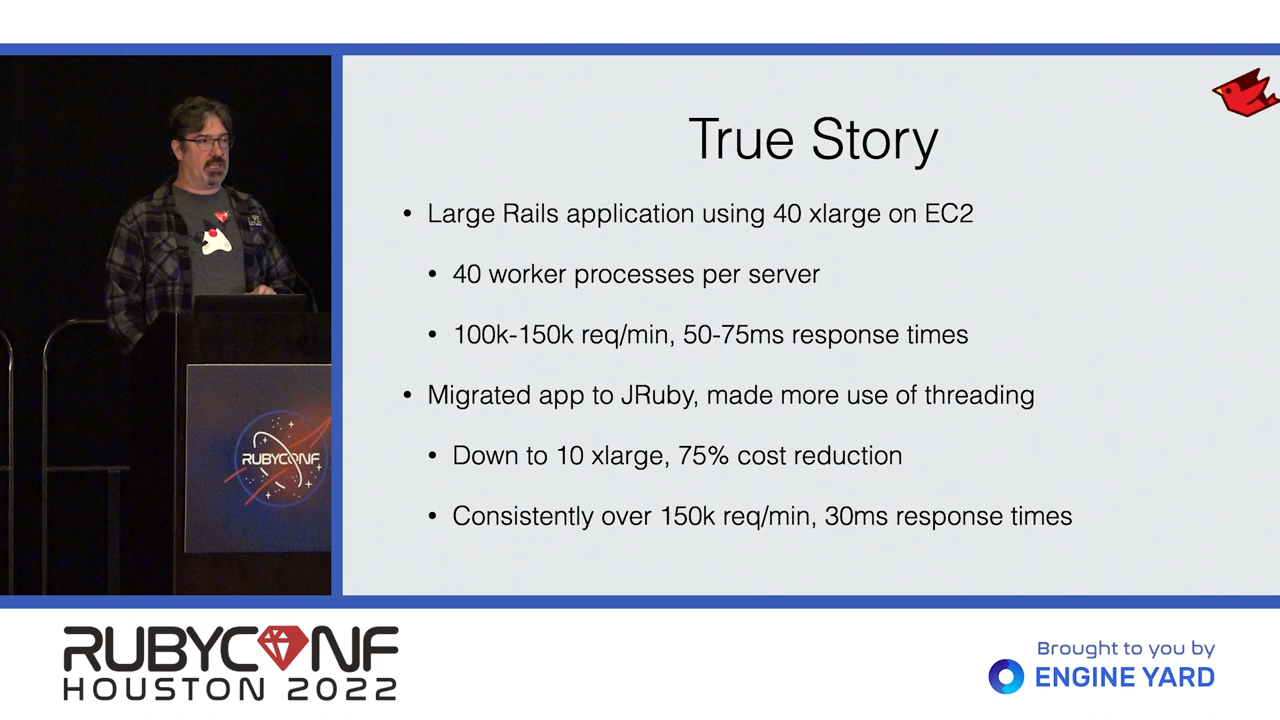 True Story
• Large Rails application using 40 xlarge on EC2
• 40 worker processes per server
• 100k-150k req/min, 50-75ms response times
• Migrated app to JRuby, made more use of threading
• Down to 10 xlarge, 75% cost reduction
• Consistently over 150k req/min, 30ms response times
RUBYCONF
RUBYCONF
HOUSTON 2022
Brought to you by
ENGINE YARD